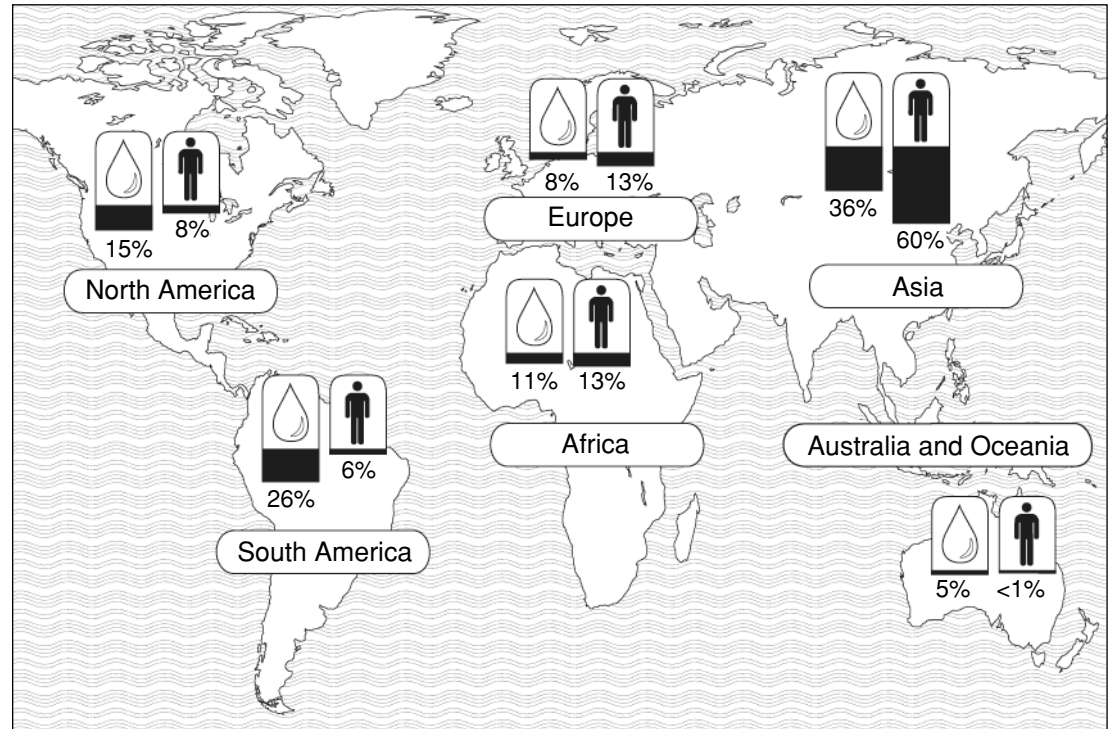 8% 13%
Europe
36%
60%
Asia
15%
8%
North America
11% 13%
Africa
26%
6%
South America
Australia and Oceania
5% <1%